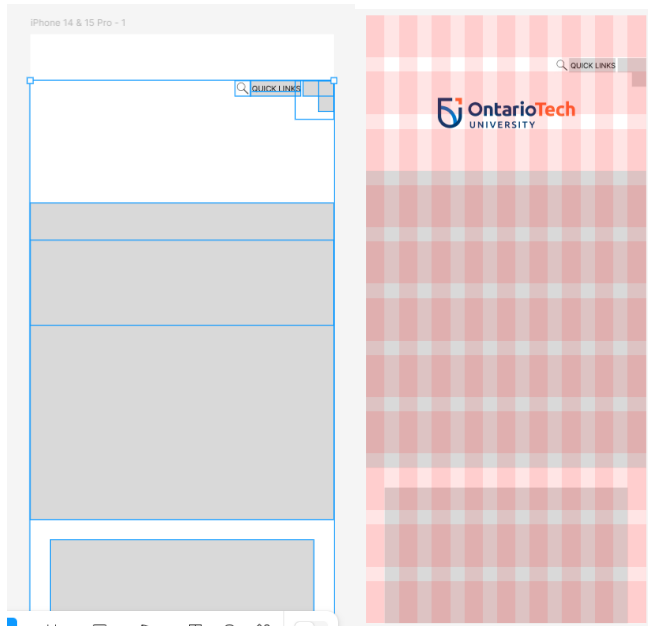 iPhone 14 & 15 Pro - 1
QUICK LINKS
QUICK LINKS
OntarioTech
UNIVERSITY